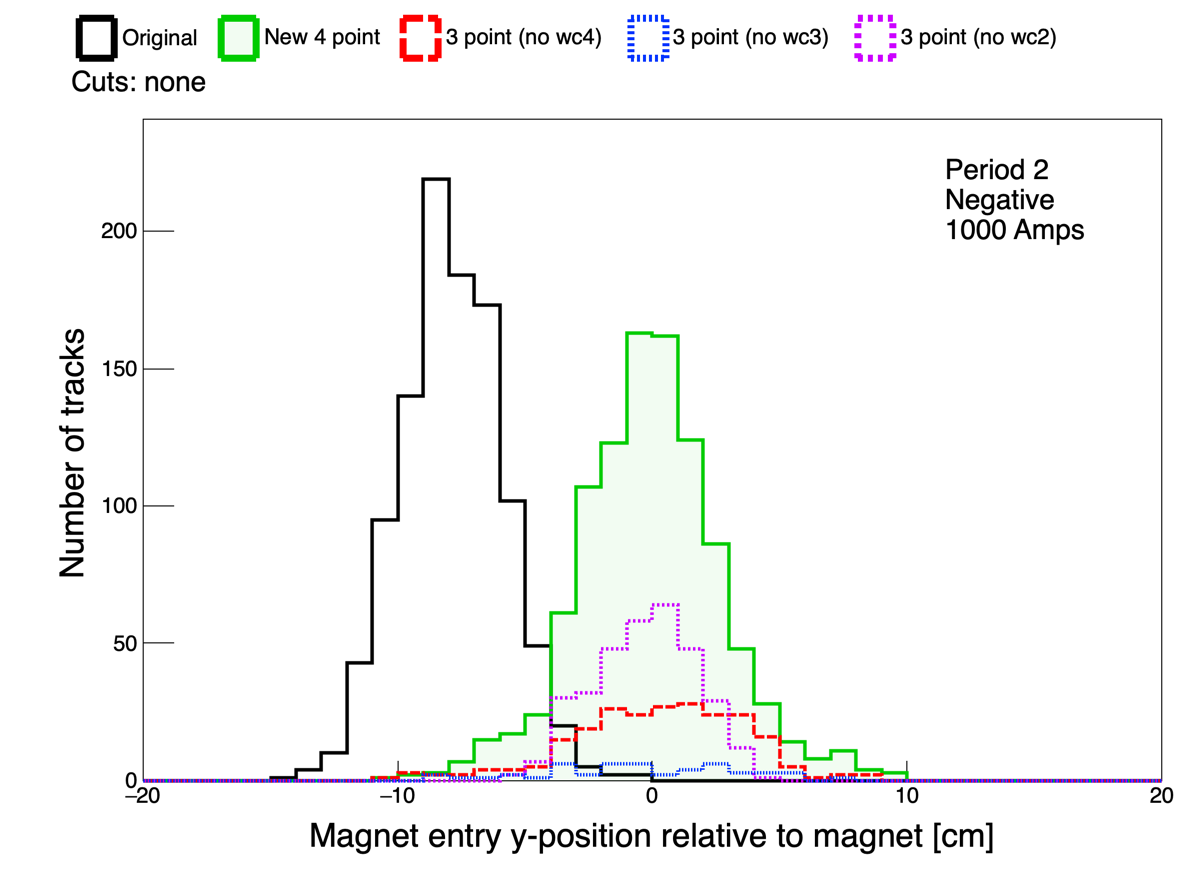 Original New 4 point 3 point (no wc4) 3 point (no wc3) 3 point (no wc2)
Cuts: none
Period 2
Negative
1000 Amps
Number of tracks
200
150
100
50
0
−20 −10 0 10 20
Magnet entry y-position relative to magnet [cm]